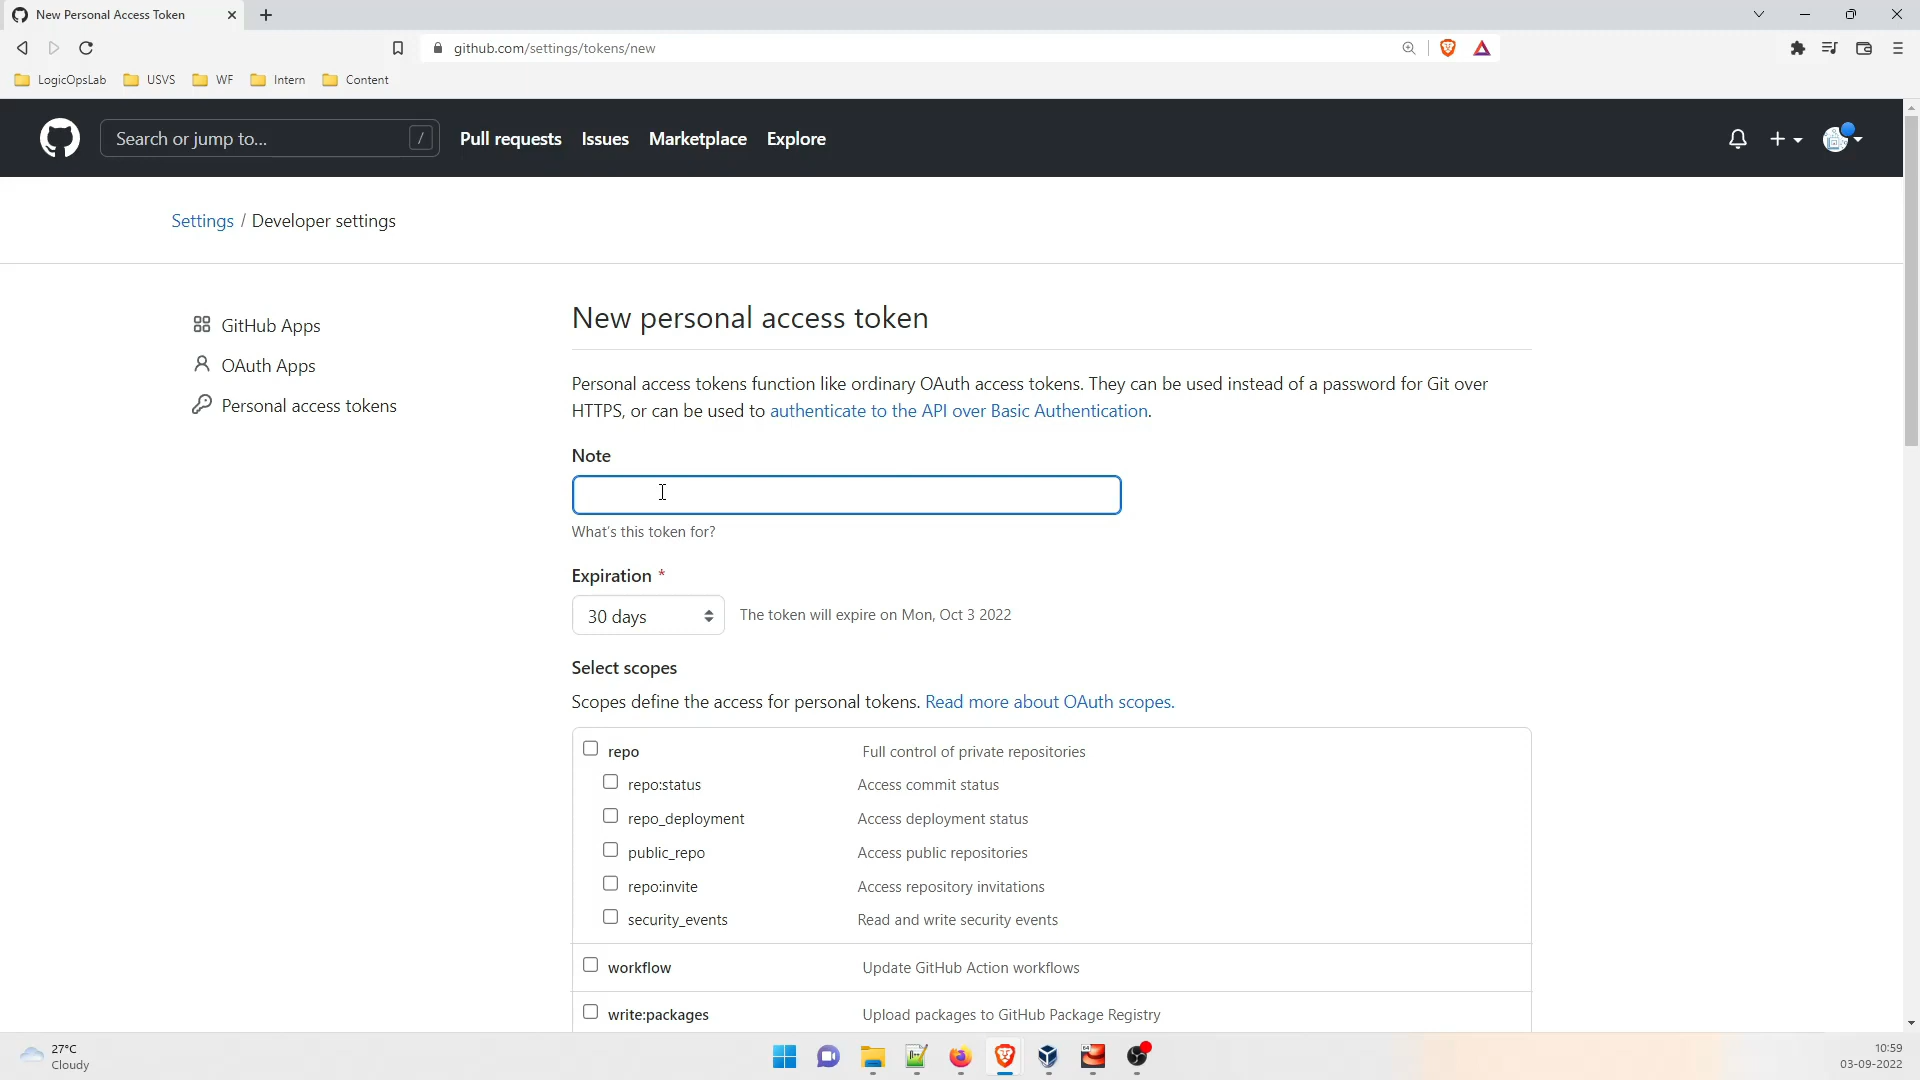 New Personal Access Token
github.com/settings/tokens/new
LogicOpsLab USVS WF Intern Content
Search or jump to... /
Pull requests Issues Marketplace Explore
Settings / Developer settings
GitHub Apps
OAuth Apps
Personal access tokens
New personal access token
Personal access tokens function like ordinary OAuth access tokens. They can be used instead of a password for Git over
HTTPS, or can be used to authenticate to the API over Basic Authentication.
Note
What's this token for?
Expiration *
30 days The token will expire on Mon, Oct 3 2022
Select scopes
Scopes define the access for personal tokens. Read more about OAuth scopes.
repo Full control of private repositories
repo:status Access commit status
repo_deployment Access deployment status
public_repo Access public repositories
repo:invite Access repository invitations
security_events Read and write security events
workflow Update GitHub Action workflows
write:packages Upload packages to GitHub Package Registry
27°C
Cloudy
64
10:59
03-09-2022